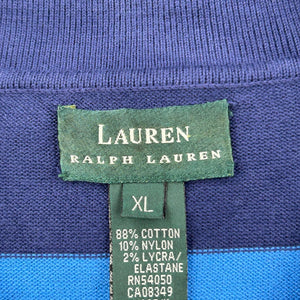 LAUREN
RALPH LAUREN
XL
88% COTTON
10% NYLON
2% LYCRA/
ELASTANE
RN54050
CA08349